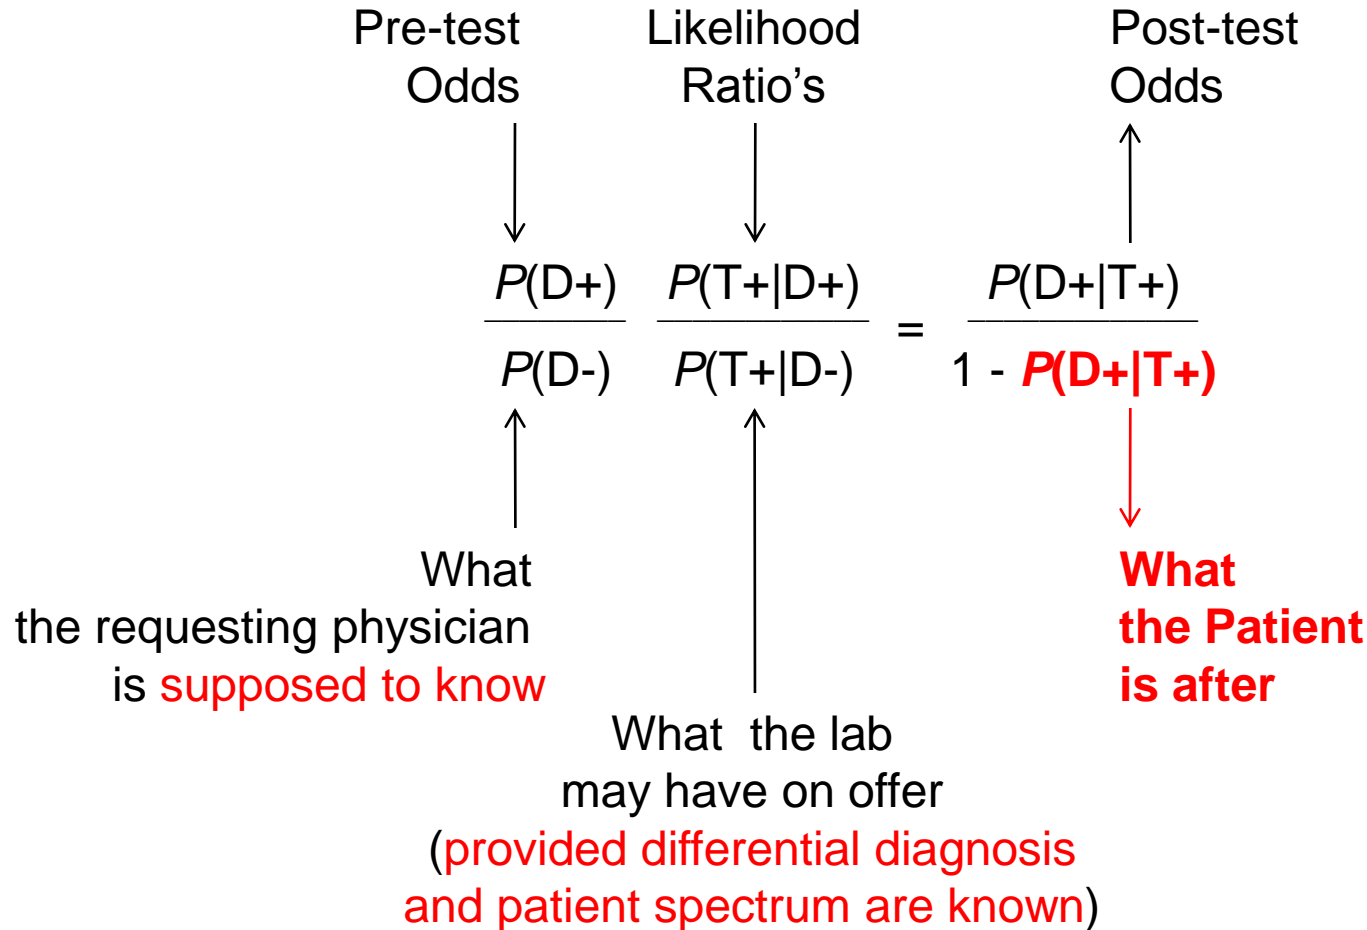 Pre-test Likelihood Post-test
Odds Ratio’s Odds
P(D+) P(T+|D+) P(D+|T+)
=
P(D-) P(T+|D-) 1 - P(D+|T+)
What
the requesting physician
is supposed to know
What
the Patient
is after
What the lab
may have on offer
(provided differential diagnosis
and patient spectrum are known)